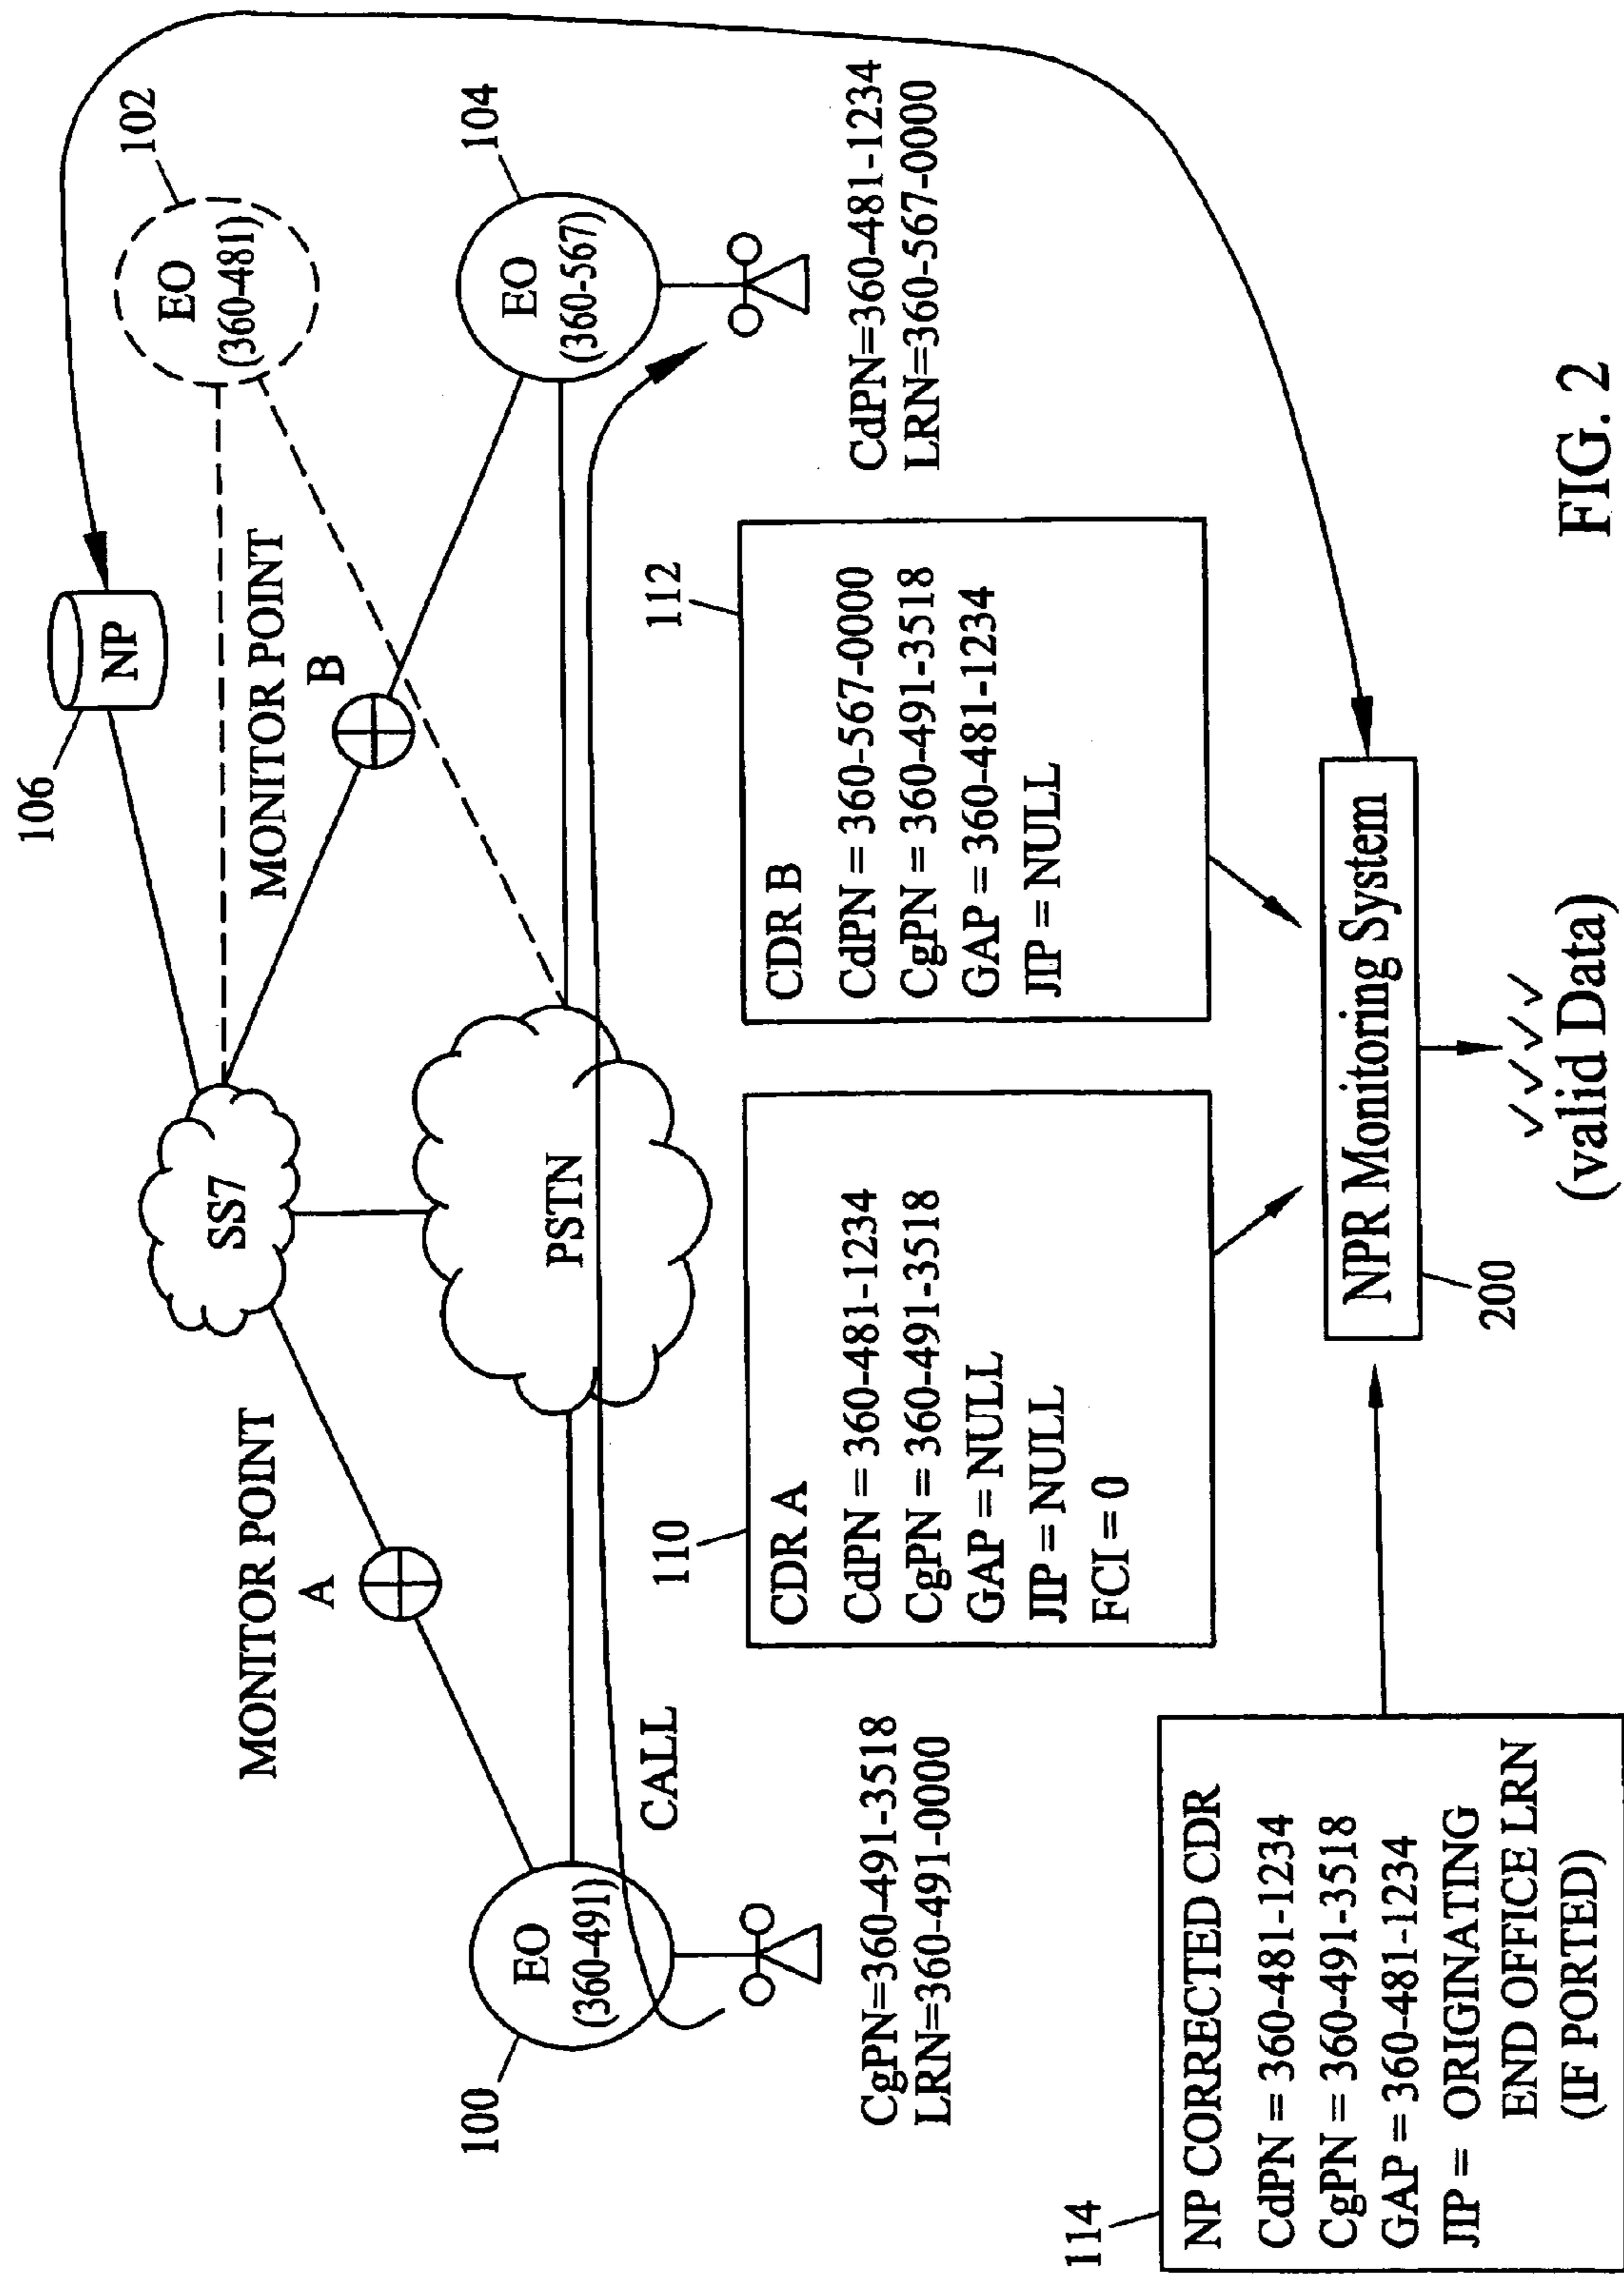 106
NP
102
EO
(360-481)
SS7
MONITOR POINT
A
MONITOR POINT
B
104
EO
(360-567)
PSTN
100
EO
(360-491)
CALL
CgPN=360-491-3518
LRN=360-491-0000
CdPN=360-481-1234
LRN=360-567-0000
110
CDR A
CdPN = 360-481-1234
CgPN = 360-491-3518
GAP = NULL
JIP = NULL
FCI = 0
112
CDR B
CdPN = 360-567-0000
CgPN = 360-491-3518
GAP = 360-481-1234
JIP = NULL
114
NP CORRECTED CDR
CdPN = 360-481-1234
CgPN = 360-491-3518
GAP = 360-481-1234
JIP = ORIGINATING
END OFFICE LRN
(IF PORTED)
NPR Monitoring System
200
(valid Data)
FIG. 2